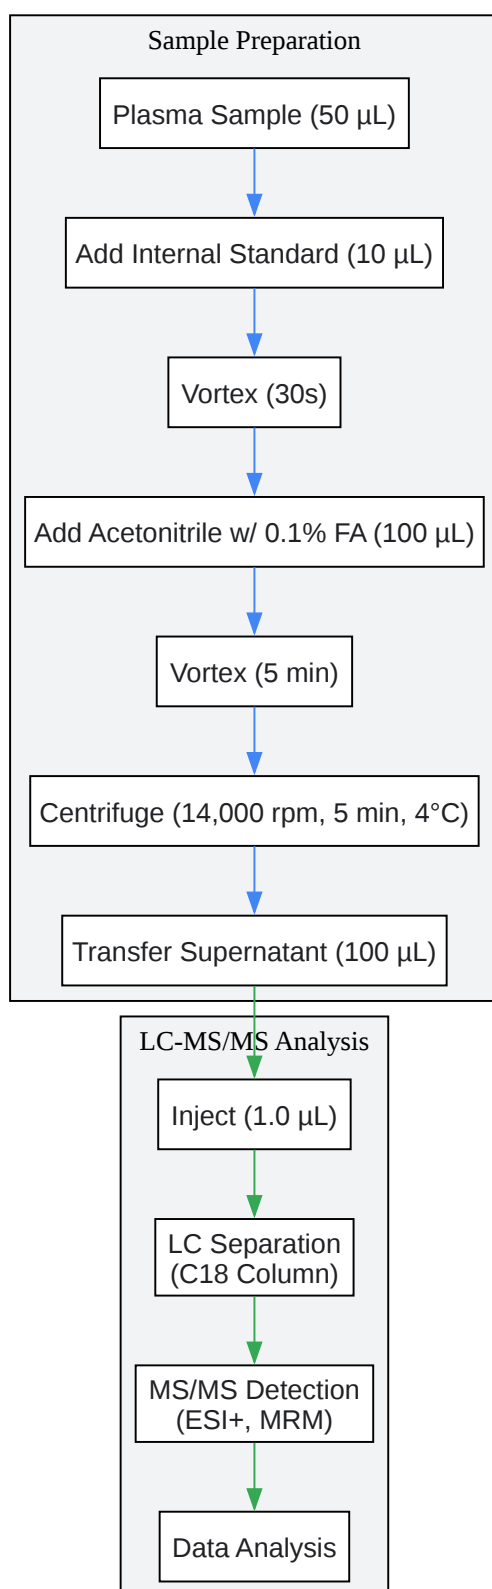 Sample Preparation
Plasma Sample (50 µL)
Add Internal Standard (10 µL)
Vortex (30s)
Add Acetonitrile w/ 0.1% FA (100 µL)
Vortex (5 min)
Centrifuge (14,000 rpm, 5 min, 4°C)
Transfer Supernatant (100 µL)
LC-MS/MS Analysis
Inject (1.0 µL)
LC Separation
(C18 Column)
MS/MS Detection
(ESI+, MRM)
Data Analysis